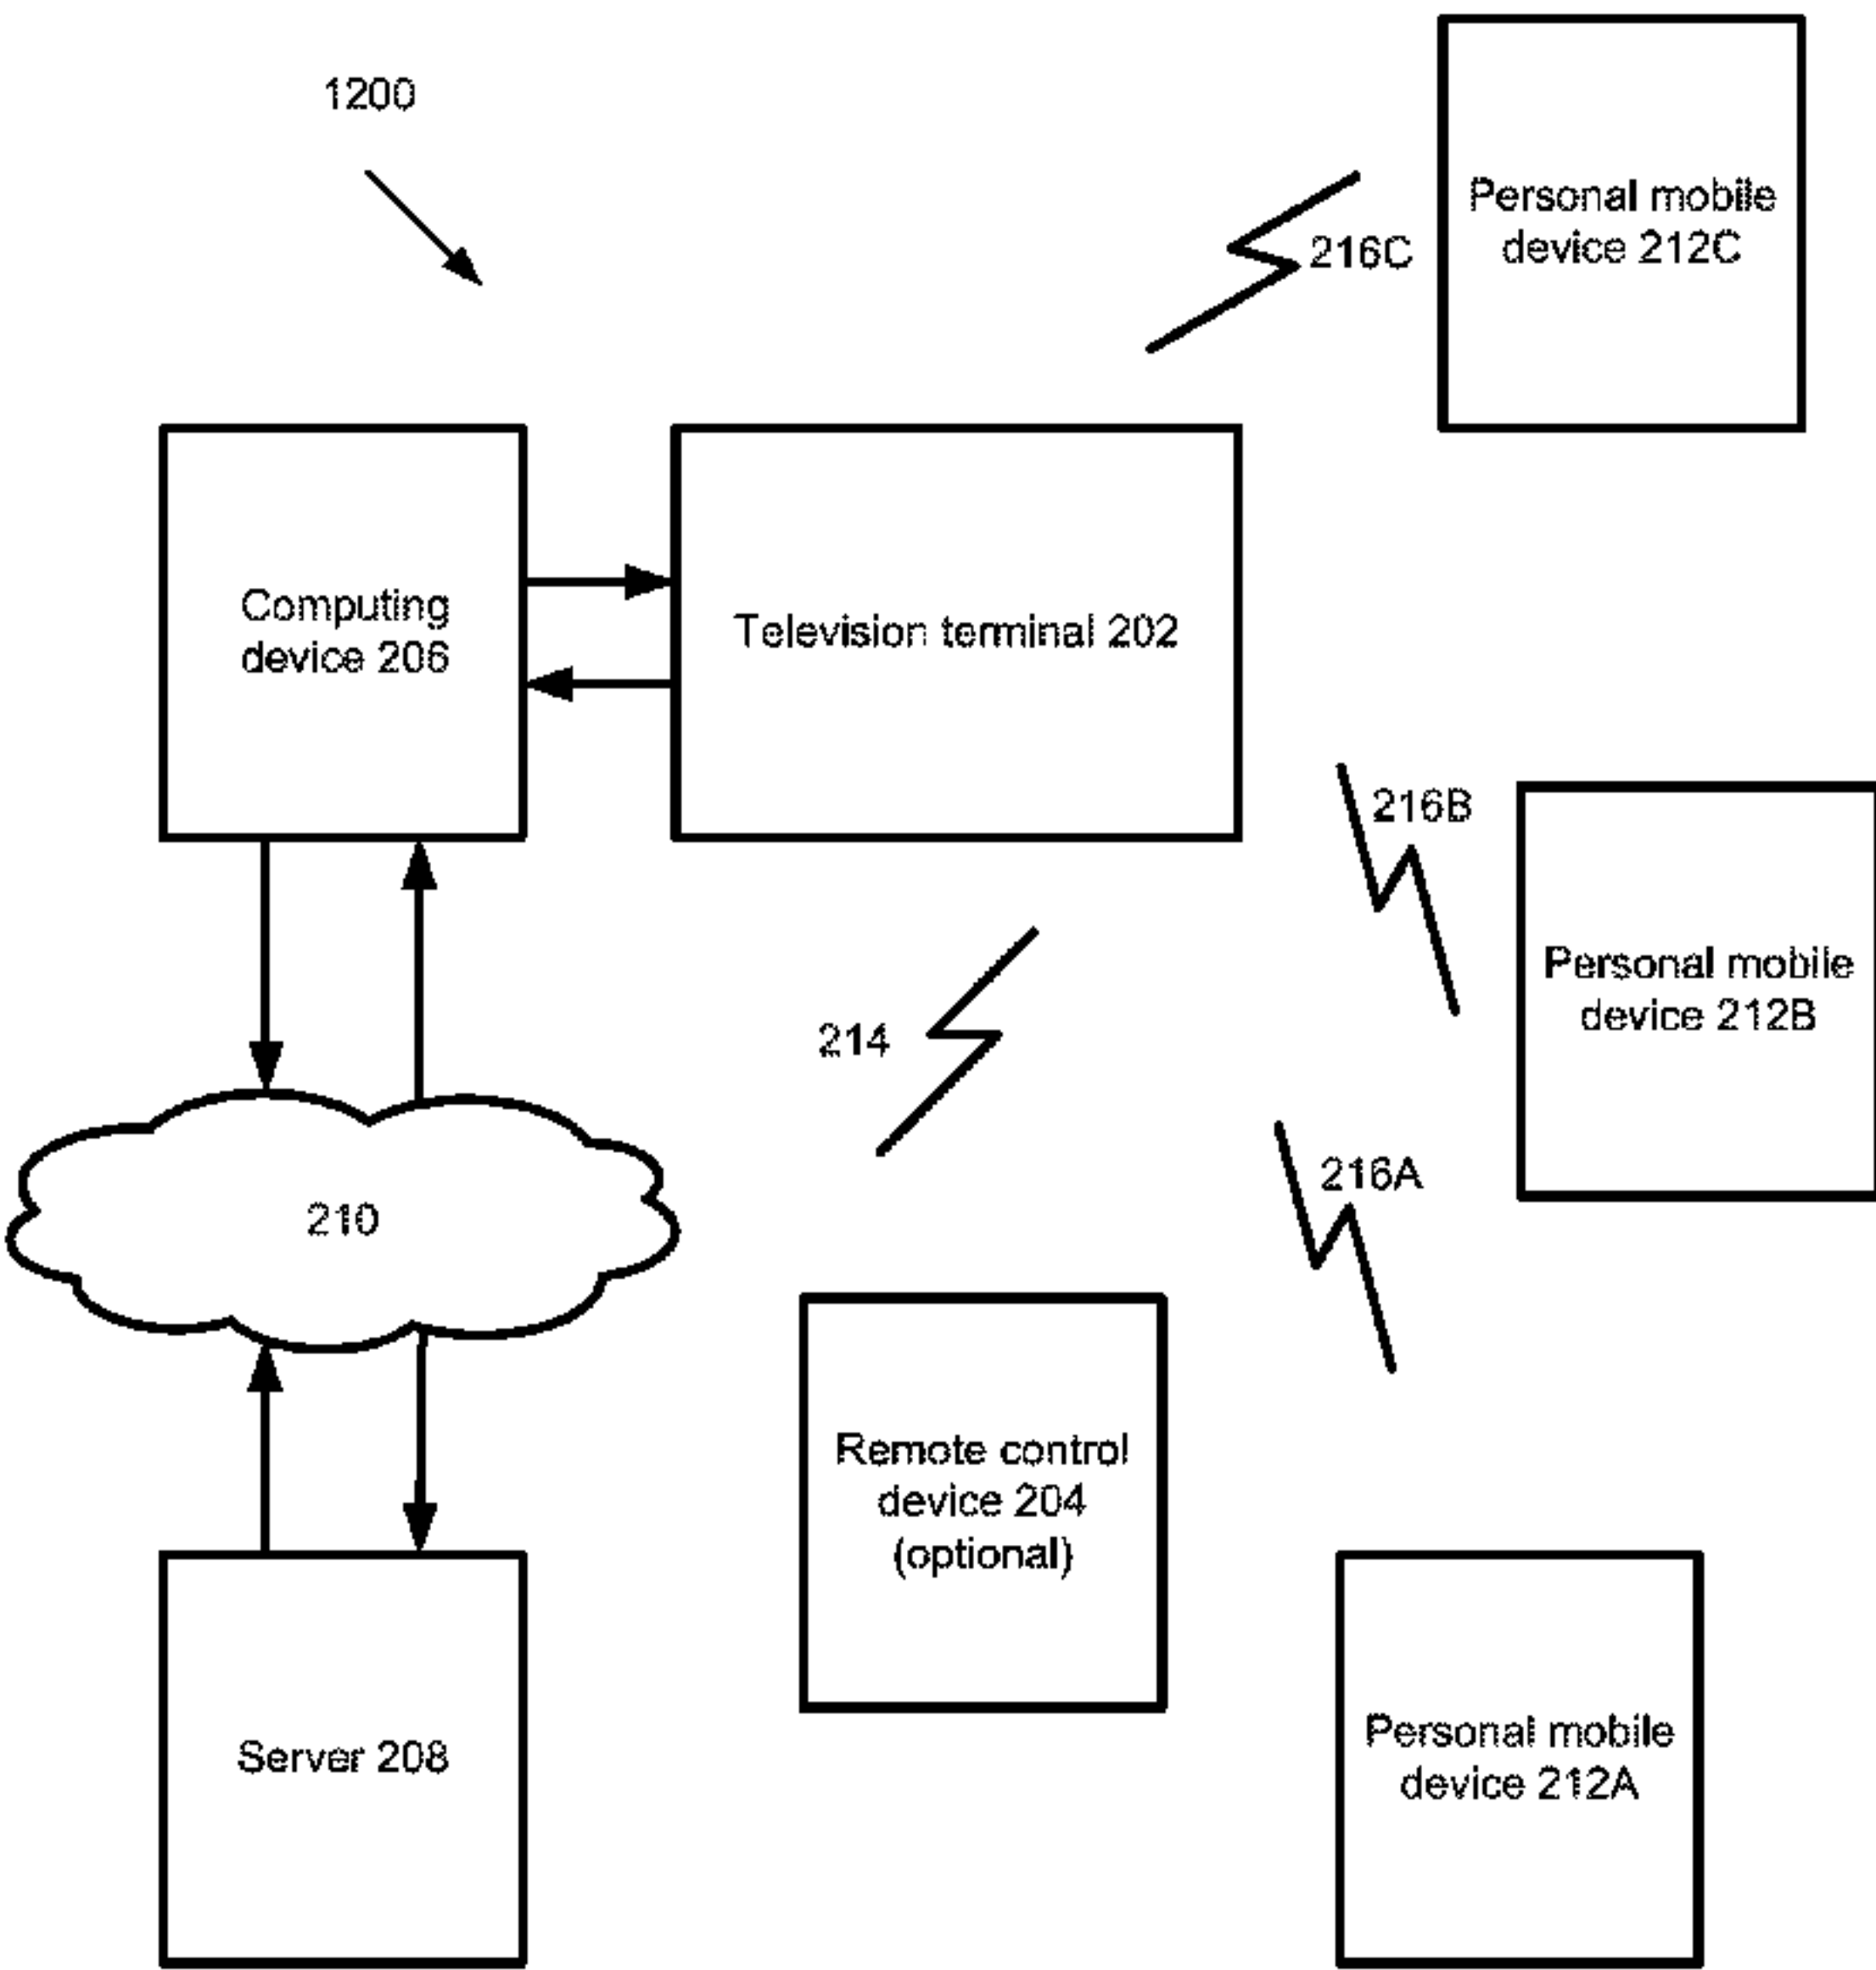 1200
Personal mobile
device 212C
216C
Computing
device 206
Television terminal 202
216B
Personal mobile
device 212B
214
216A
210
Remote control
device 204
(optional)
Server 208
Personal mobile
device 212A